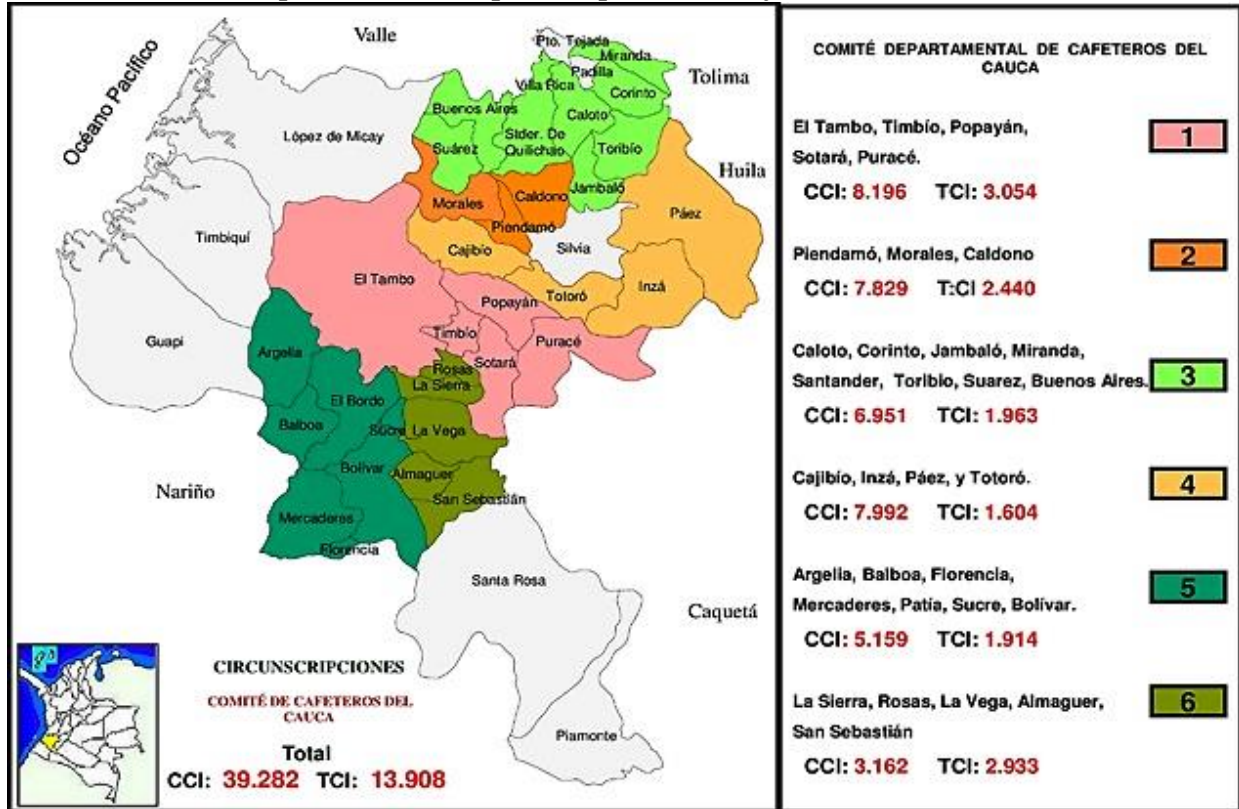 Valle
Océano Pacífico
Pto. Tejada
Miranda
Padilla
Tolima
Villa Rica
Corinto
Buenos Aires
Caloto
López de Micay
Stder. De
Quilichao
Suárez
Toribío
Huila
Jambaló
Caldono
Morales
Páez
Piendamó
Timbiquí
Cajibío
Silvia
El Tambo
Inzá
Totoró
Popayán
Guapi
Timbío
Puracé
Argelia
Sotará
Rosas
La Sierra
El Bordo
Balboa
Sucre
La Vega
Bolívar
Almaguer
Nariño
San Sebastián
Mercaderes
Florencia
Santa Rosa
Caquetá
Piamonte
CIRCUNSCRIPCIONES
COMITÉ DE CAFETEROS DEL
CAUCA
Total
CCI: 39.282 TCI: 13.908
COMITÉ DEPARTAMENTAL DE CAFETEROS DEL
CAUCA
El Tambo, Timbío, Popayán,
Sotará, Puracé.
1
CCI: 8.196 TCI: 3.054
Piendamó, Morales, Caldono
2
CCI: 7.829 T:CI 2.440
Caloto, Corinto, Jambaló, Miranda,
Santander, Toribio, Suarez, Buenos Aires.
3
CCI: 6.951 TCI: 1.963
Cajibío, Inzá, Páez, y Totoró.
4
CCI: 7.992 TCI: 1.604
Argelia, Balboa, Florencia,
Mercaderes, Patía, Sucre, Bolívar.
5
CCI: 5.159 TCI: 1.914
La Sierra, Rosas, La Vega, Almaguer,
San Sebastián
6
CCI: 3.162 TCI: 2.933